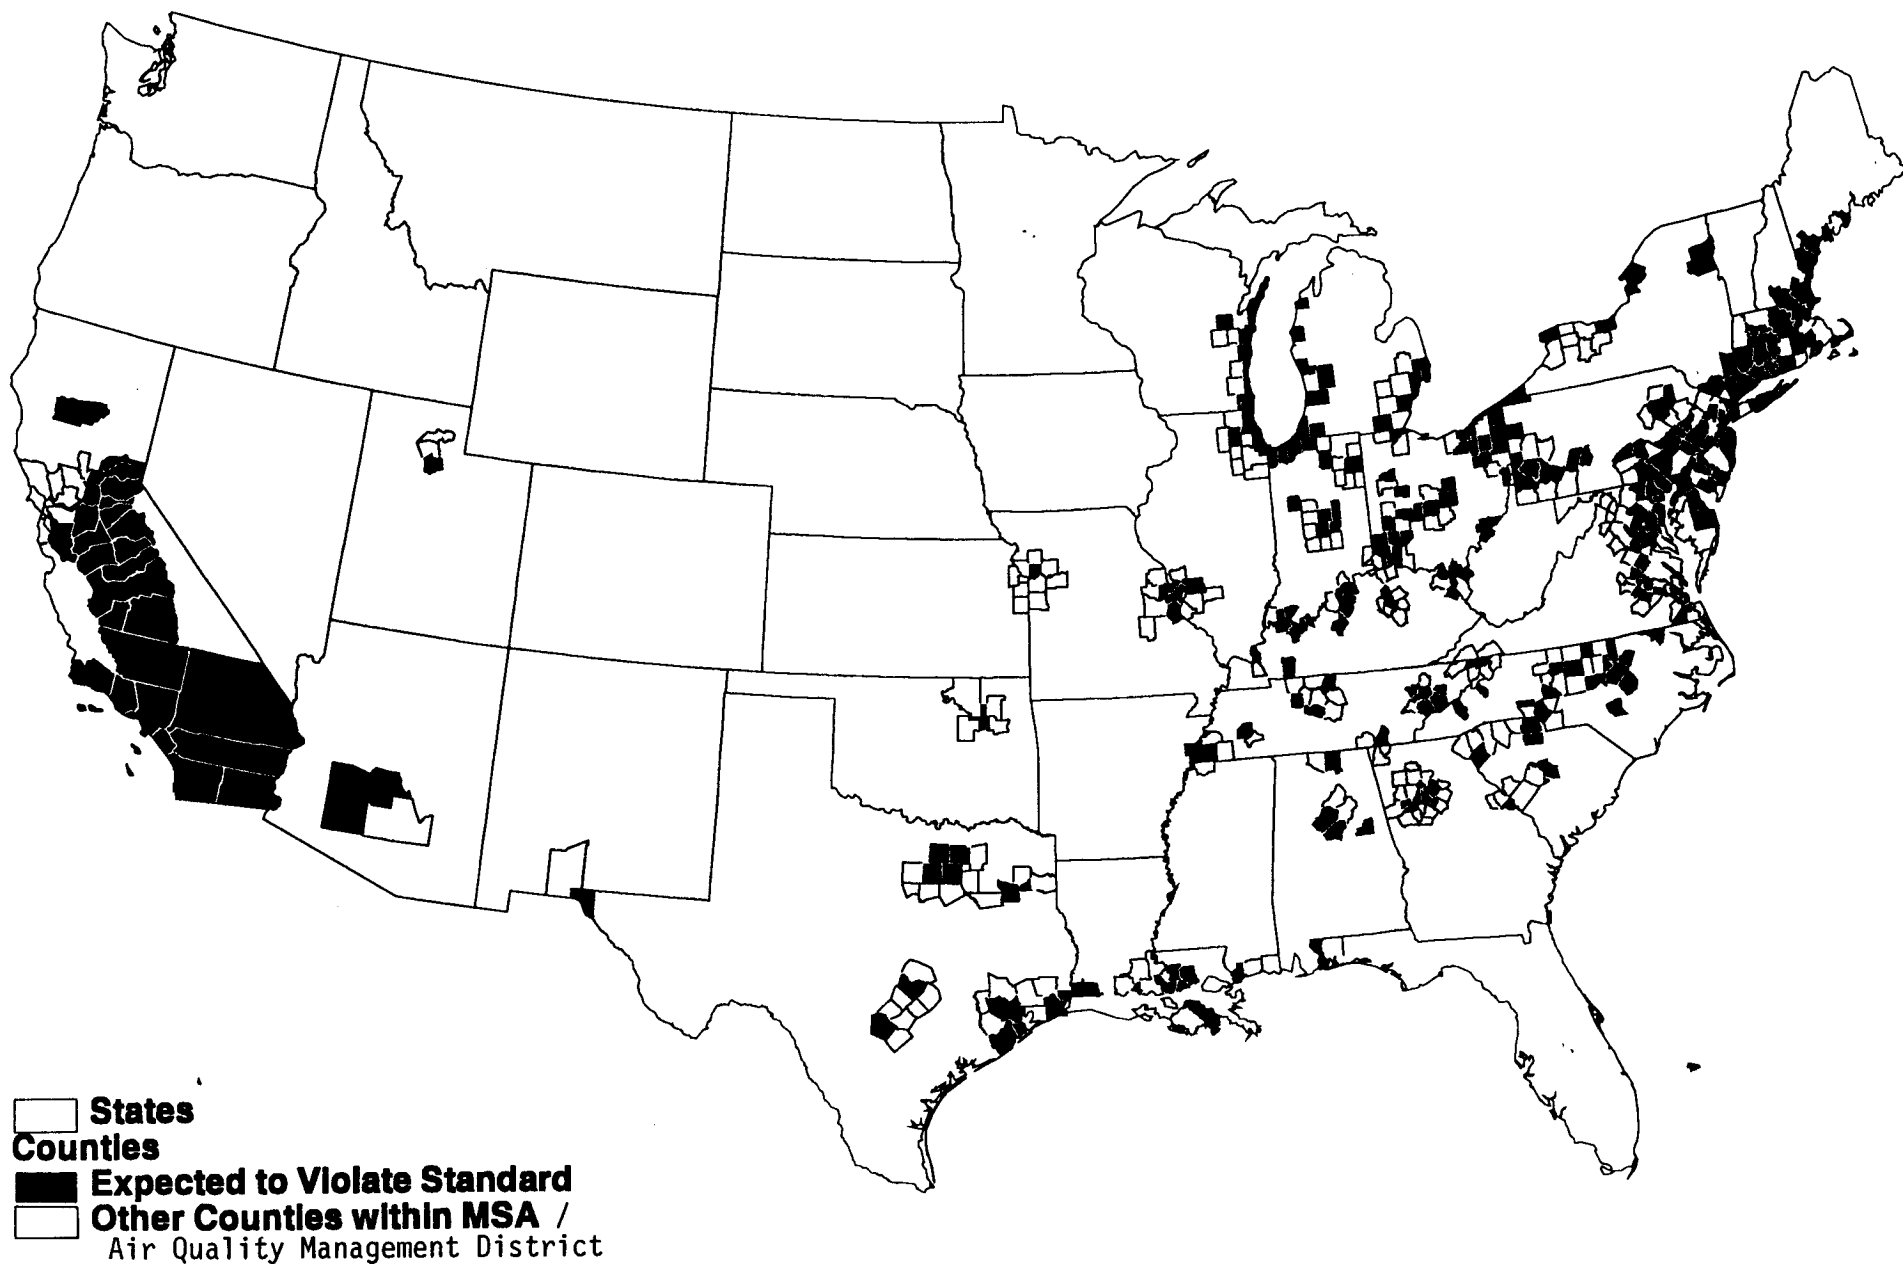 States
Counties
Expected to Violate Standard
Other Counties within MSA /
Air Quality Management District